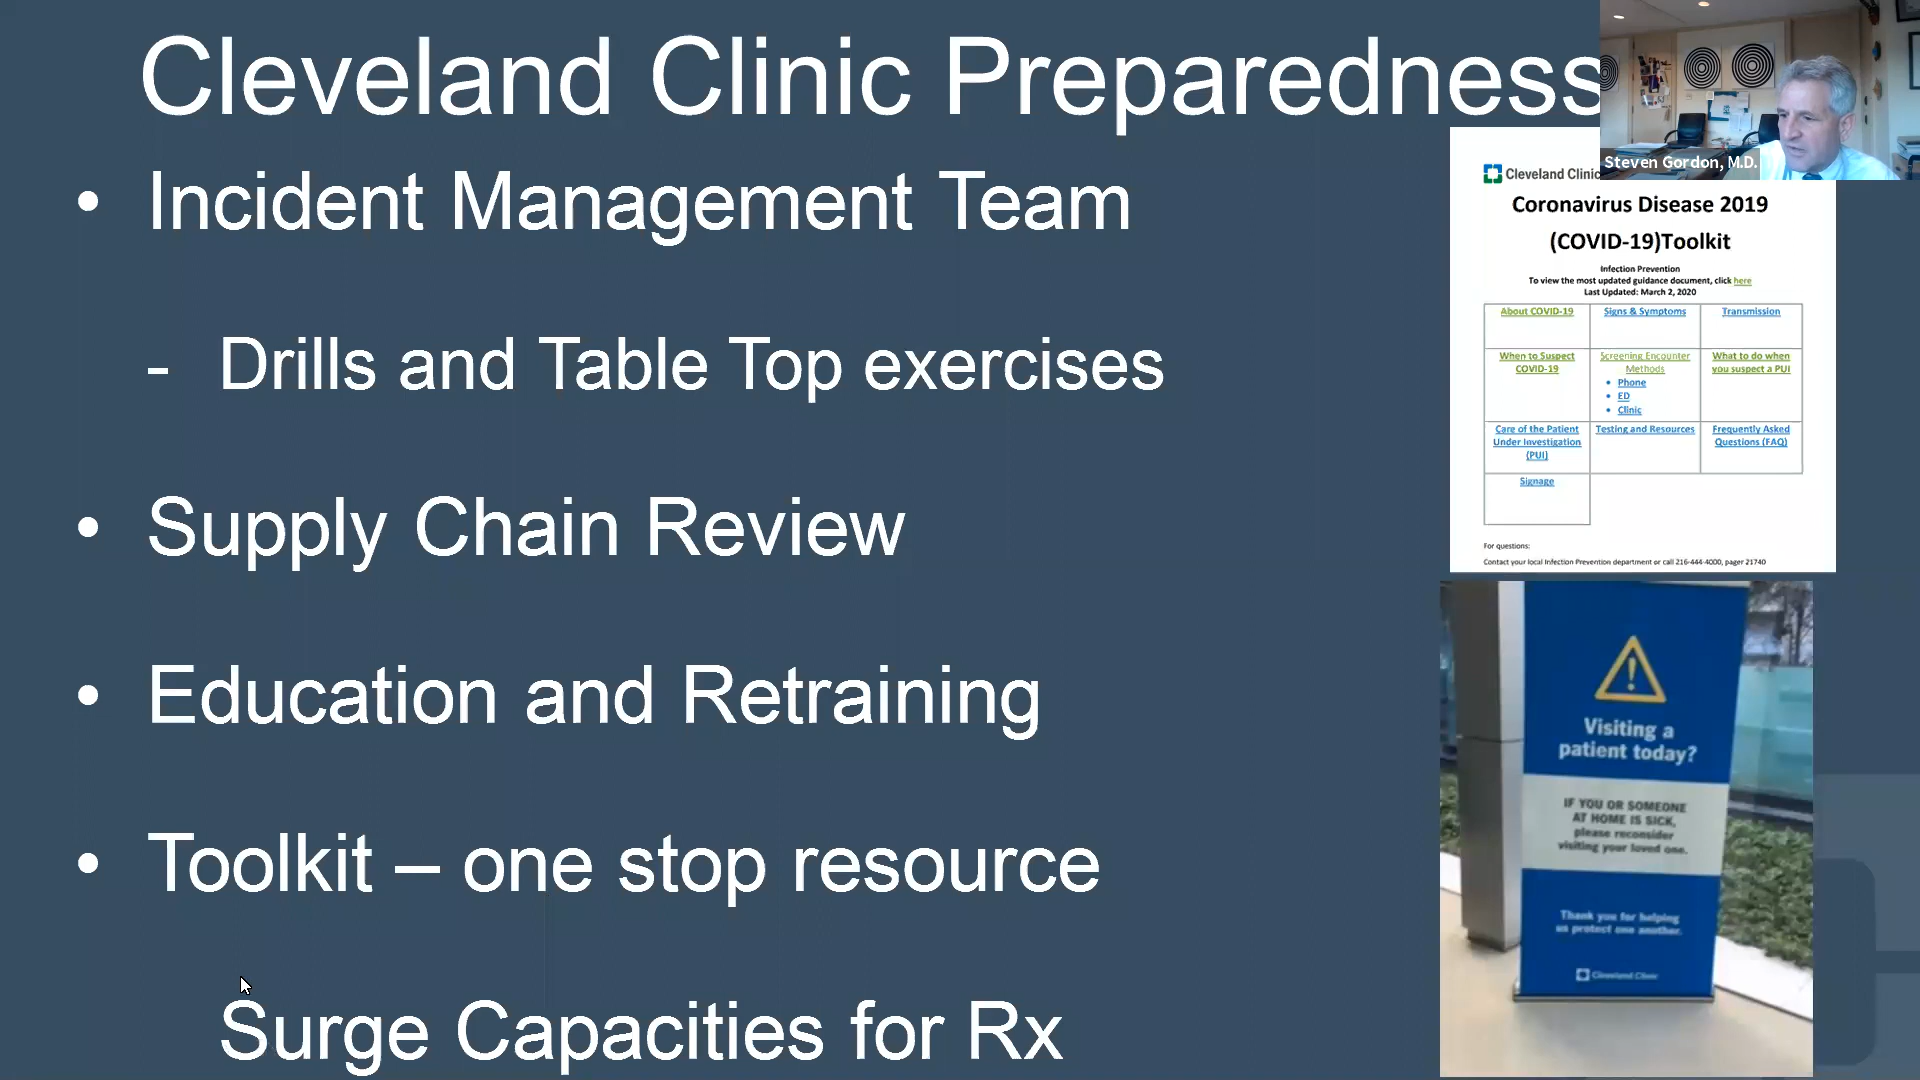 Cleveland Clinic Preparedness
Steven Gordon, M.D.
• Incident Management Team
- Drills and Table Top exercises
• Supply Chain Review
• Education and Retraining
• Toolkit – one stop resource
Surge Capacities for Rx
Cleveland Clinic
Coronavirus Disease 2019
(COVID-19)Toolkit
Infection Prevention
To view the most updated guidance document, click here
Last Updated: March 2, 2020
About COVID-19
Signs & Symptoms
Transmission
When to Suspect
COVID-19
Screening Encounter
Methods
• Phone
• ED
• Clinic
What to do when
you suspect a PUI
Care of the Patient
Under Investigation
(PUI)
Testing and Resources
Frequently Asked
Questions (FAQ)
Signage
For questions:
Contact your local Infection Prevention department or call 216-444-4000, pager 21740
Visiting a
patient today?
IF YOU OR SOMEONE
AT HOME IS SICK,
please reconsider
visiting your loved one.
Thank you for helping
us protect one another.
Cleveland Clinic